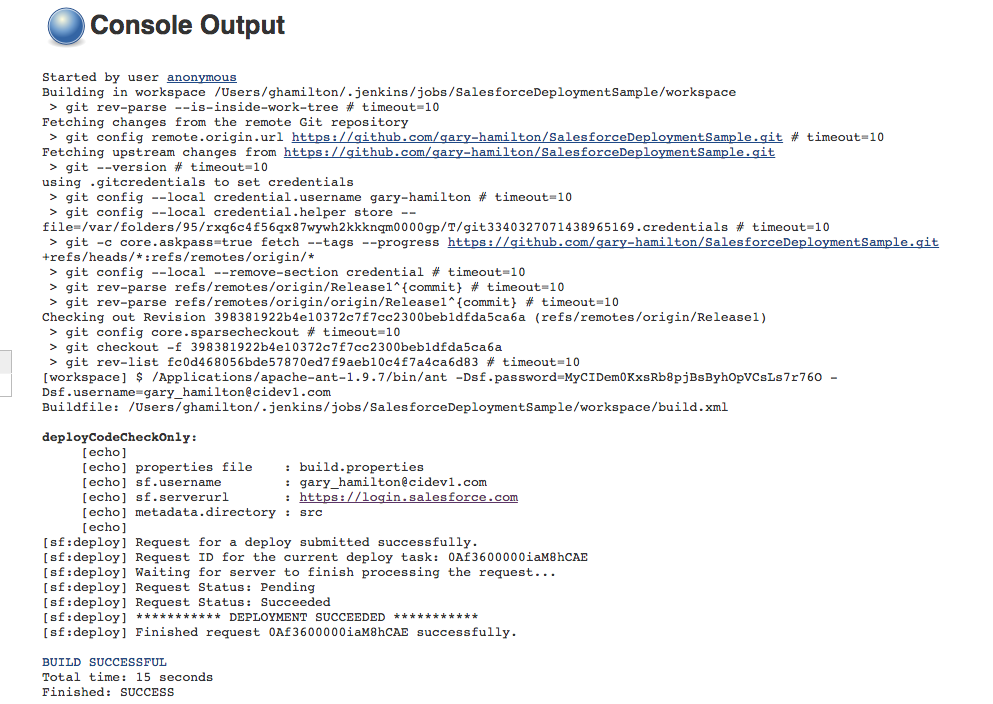 Console Output
Started by user anonymous
Building in workspace /Users/ghamilton/.jenkins/jobs/SalesforceDeploymentSample/workspace
> git rev-parse --is-inside-work-tree # timeout=10
Fetching changes from the remote Git repository
> git config remote.origin.url https://github.com/gary-hamilton/SalesforceDeploymentSample.git # timeout=10
Fetching upstream changes from https://github.com/gary-hamilton/SalesforceDeploymentSample.git
> git --version # timeout=10
using .gitcredentials to set credentials
> git config --local credential.username gary-hamilton # timeout=10
> git config --local credential.helper store --
file=/var/folders/95/rxq6c4f56qx87wywh2kkknqm0000gp/T/git3340327071438965169.credentials # timeout=10
> git -c core.askpass=true fetch --tags --progress https://github.com/gary-hamilton/SalesforceDeploymentSample.git
+refs/heads/*:refs/remotes/origin/*
> git config --local --remove-section credential # timeout=10
> git rev-parse refs/remotes/origin/Release1^{commit} # timeout=10
> git rev-parse refs/remotes/origin/origin/Release1^{commit} # timeout=10
Checking out Revision 398381922b4e10372c7f7cc2300beb1dfda5ca6a (refs/remotes/origin/Release1)
> git config core.sparsecheckout # timeout=10
> git checkout -f 398381922b4e10372c7f7cc2300beb1dfda5ca6a
> git rev-list fc0d468056bde57870ed7f9aeb10c4f7a4ca6d83 # timeout=10
[workspace] $ /Applications/apache-ant-1.9.7/bin/ant -Dsf.password=MyCIDem0KxsRb8pjBsByhOpVCsLs7r76O -
Dsf.username=gary_hamilton@cidev1.com
Buildfile: /Users/ghamilton/.jenkins/jobs/SalesforceDeploymentSample/workspace/build.xml
deployCodeCheckOnly:
[echo]
[echo] properties file    : build.properties
[echo] sf.username        : gary_hamilton@cidev1.com
[echo] sf.serverurl       : https://login.salesforce.com
[echo] metadata.directory : src
[echo]
[sf:deploy] Request for a deploy submitted successfully.
[sf:deploy] Request ID for the current deploy task: 0Af3600000iaM8hCAE
[sf:deploy] Waiting for server to finish processing the request...
[sf:deploy] Request Status: Pending
[sf:deploy] Request Status: Succeeded
[sf:deploy] *********** DEPLOYMENT SUCCEEDED ***********
[sf:deploy] Finished request 0Af3600000iaM8hCAE successfully.
BUILD SUCCESSFUL
Total time: 15 seconds
Finished: SUCCESS